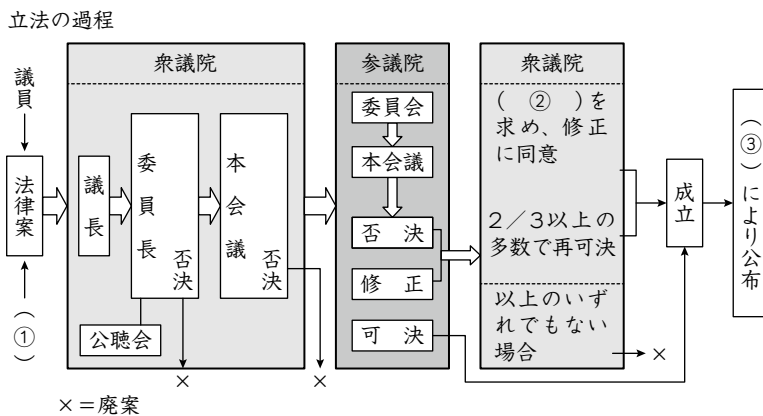 立法の過程
議員
法律案
(①)
衆議院
議長
委員長
否決
公聴会
本会議
否決
×
×
参議院
委員会
本会議
否 決
修 正
可 決
衆議院
( ② )を
求め、修正
に同意
2/3以上の
多数で再可決
以上のいず
れでもない
場合
×
成立
(③)により公布
×=廃案